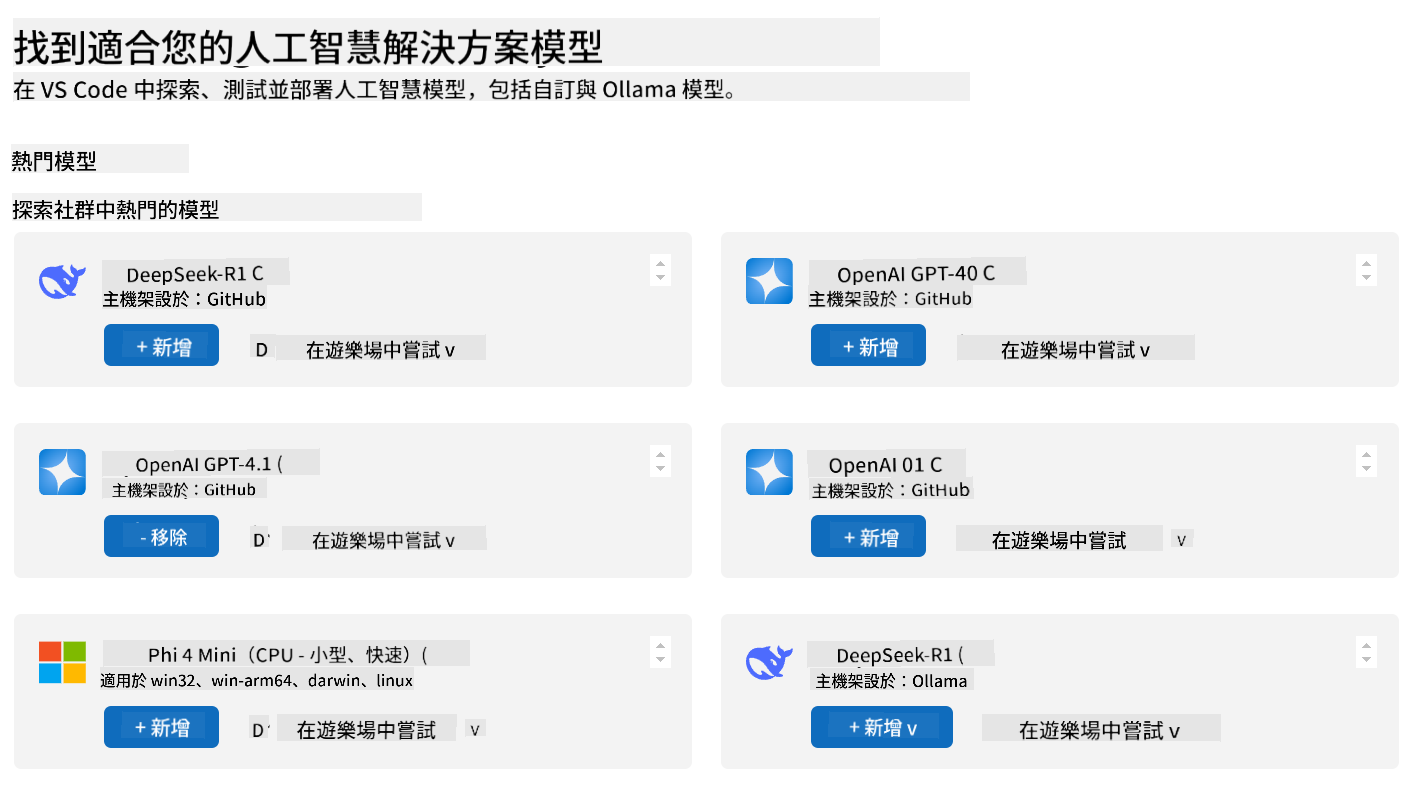 找到適合您的人工智慧解決方案模型
在 VS Code 中探索、測試並部署人工智慧模型，包括自訂與 Ollama 模型。
熱門模型
探索社群中熱門的模型
DeepSeek-R1 C
主機架設於：GitHub
+ 新增 D 在遊樂場中嘗試 v
OpenAI GPT-40 C
主機架設於：GitHub
+ 新增 在遊樂場中嘗試 v
OpenAI GPT-4.1 (
主機架設於：GitHub
- 移除 D 在遊樂場中嘗試 v
OpenAI 01 C
主機架設於：GitHub
+ 新增 在遊樂場中嘗試 v
Phi 4 Mini（CPU - 小型、快速）(
適用於 win32、win-arm64、darwin、linux
+ 新增 D 在遊樂場中嘗試 v
DeepSeek-R1 (
主機架設於：Ollama
+ 新增 v 在遊樂場中嘗試 v